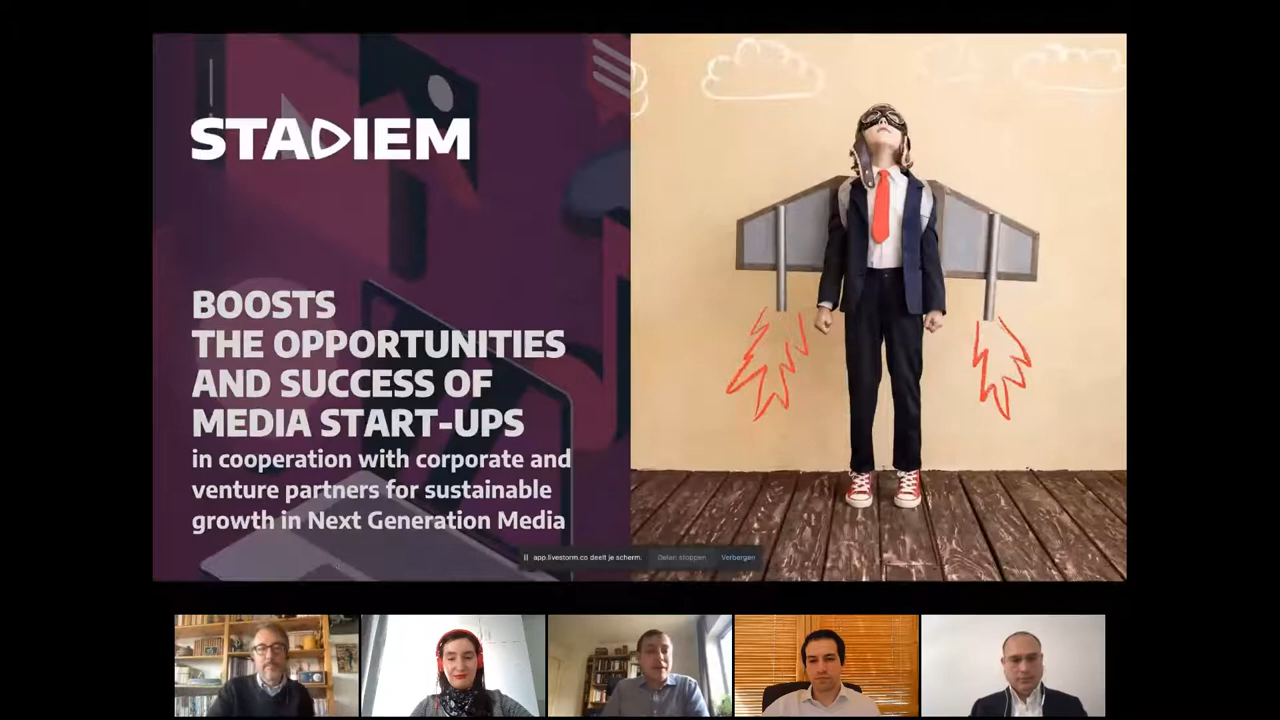 STADIEM
BOOSTS
THE OPPORTUNITIES
AND SUCCESS OF
MEDIA START-UPS
in cooperation with corporate and
venture partners for sustainable
growth in Next Generation Media
app.livestorm.co deelt je scherm. Delen stoppen Verbergen